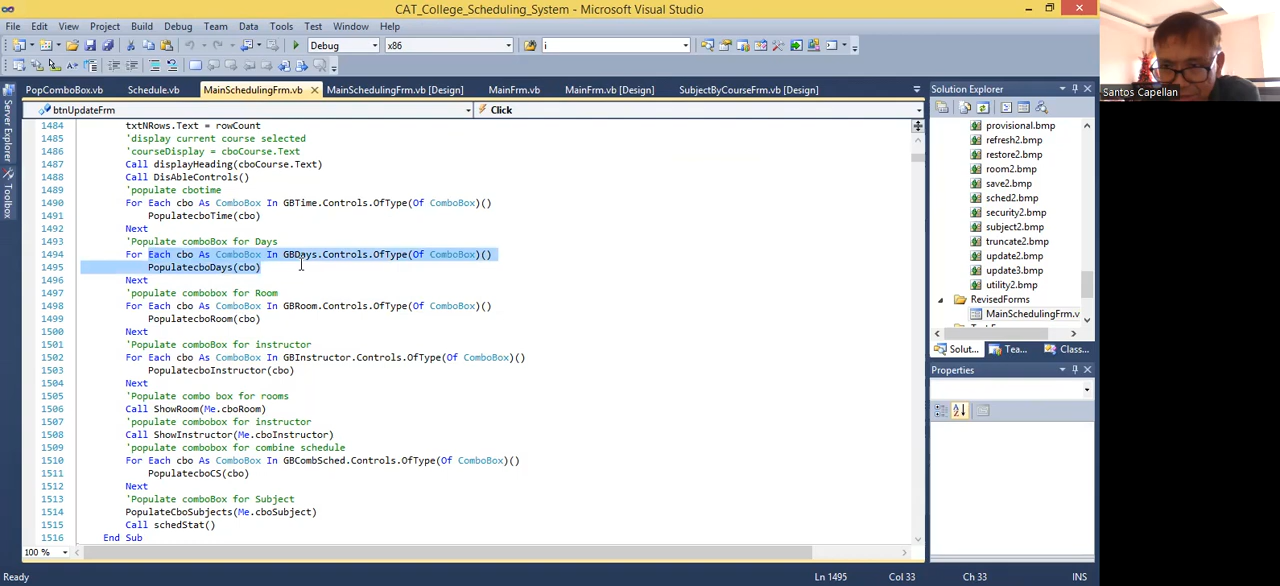 CAT_College_Scheduling_System - Microsoft Visual Studio
File Edit View Project Build Debug Team Data Tools Test Window Help
Debug x86 i
PopComboBox.vb Schedule.vb MainSchedulingFrm.vb MainSchedulingFrm.vb [Design] MainFrm.vb MainFrm.vb [Design] SubjectByCourseFrm.vb [Design]
btnUpdateFrm Click
1484 txtNRows.Text = rowCount
1485 'display current course selected
1486 'courseDisplay = cboCourse.Text
1487 Call displayHeading(cboCourse.Text)
1488 Call DisAbleControls()
1489 'populate cbotime
1490 For Each cbo As ComboBox In GBTime.Controls.OfType(Of ComboBox)()
1491 PopulatecboTime(cbo)
1492 Next
1493 'Populate comboBox for Days
1494 For Each cbo As ComboBox In GBDays.Controls.OfType(Of ComboBox)()
1495 PopulatecboDays(cbo)
1496 Next
1497 'populate combobox for Room
1498 For Each cbo As ComboBox In GBRoom.Controls.OfType(Of ComboBox)()
1499 PopulatecboRoom(cbo)
1500 Next
1501 'Populate comboBox for instructor
1502 For Each cbo As ComboBox In GBInstructor.Controls.OfType(Of ComboBox)()
1503 PopulatecboInstructor(cbo)
1504 Next
1505 'Populate combo box for rooms
1506 Call ShowRoom(Me.cboRoom)
1507 'populate combobox for instructor
1508 Call ShowInstructor(Me.cboInstructor)
1509 'populate combobox for combine schedule
1510 For Each cbo As ComboBox In GBCombSched.Controls.OfType(Of ComboBox)()
1511 PopulatecboCS(cbo)
1512 Next
1513 'Populate comboBox for Subject
1514 PopulateCboSubjects(Me.cboSubject)
1515 Call schedStat()
1516 End Sub
100 %
Server Explorer
Toolbox
Solution Explorer
provisional.bmp
refresh2.bmp
restore2.bmp
room2.bmp
save2.bmp
sched2.bmp
security2.bmp
subject2.bmp
truncate2.bmp
update2.bmp
update3.bmp
utility2.bmp
RevisedForms
MainSchedulingFrm.v
Solut... Tea... Class...
Properties
Santos Capellan
Ready Ln 1495 Col 33 Ch 33 INS